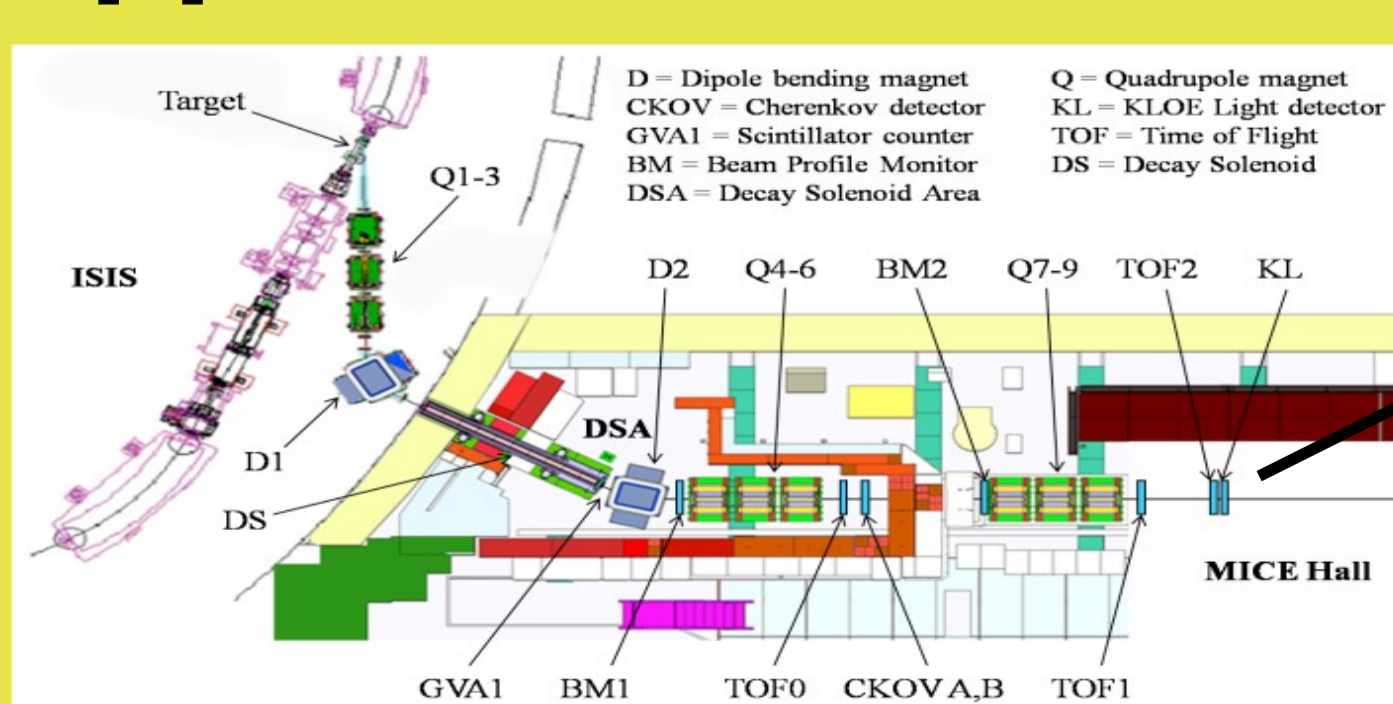 D = Dipole bending magnet
CKOV = Cherenkov detector
GVA1 = Scintillator counter
BM = Beam Profile Monitor
DSA = Decay Solenoid Area
Q = Quadrupole magnet
KL = KLOE Light detector
TOF = Time of Flight
DS = Decay Solenoid
Target
Q1-3
ISIS
D2
Q4-6
BM2
Q7-9
TOF2
KL
DSA
D1
DS
MICE Hall
GVA1
BM1
TOF0
CKOV A,B
TOF1